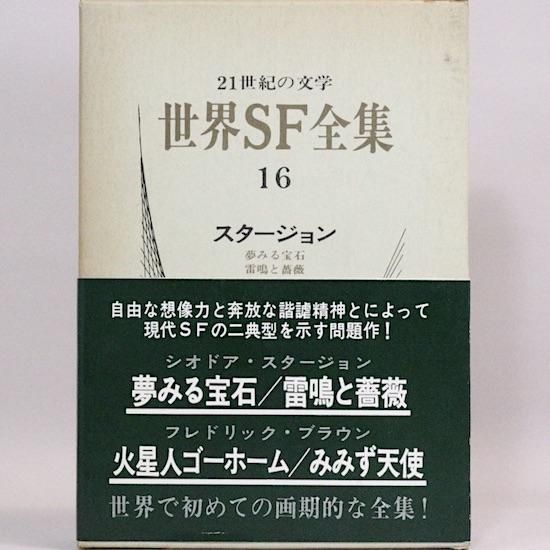 21世紀の文学
世界SF全集
16
スタージョン
夢みる宝石
雷鳴と薔薇
自由な想像力と奔放な諧謔精神とによって
現代SFの二典型を示す問題作!
シオドア・スタージョン
夢みる宝石/雷鳴と薔薇
フレドリック・ブラウン
火星人ゴーホーム/みみず天使
世界で初めての画期的な全集!